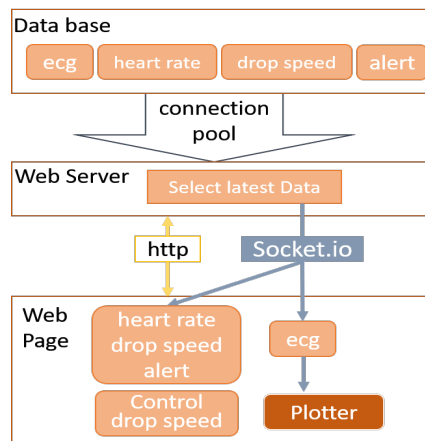 Data base
ecg heart rate drop speed alert
connection
pool
Web Server
Select latest Data
http
Socket.io
Web
Page
heart rate
drop speed
alert
ecg
Control
drop speed
Plotter